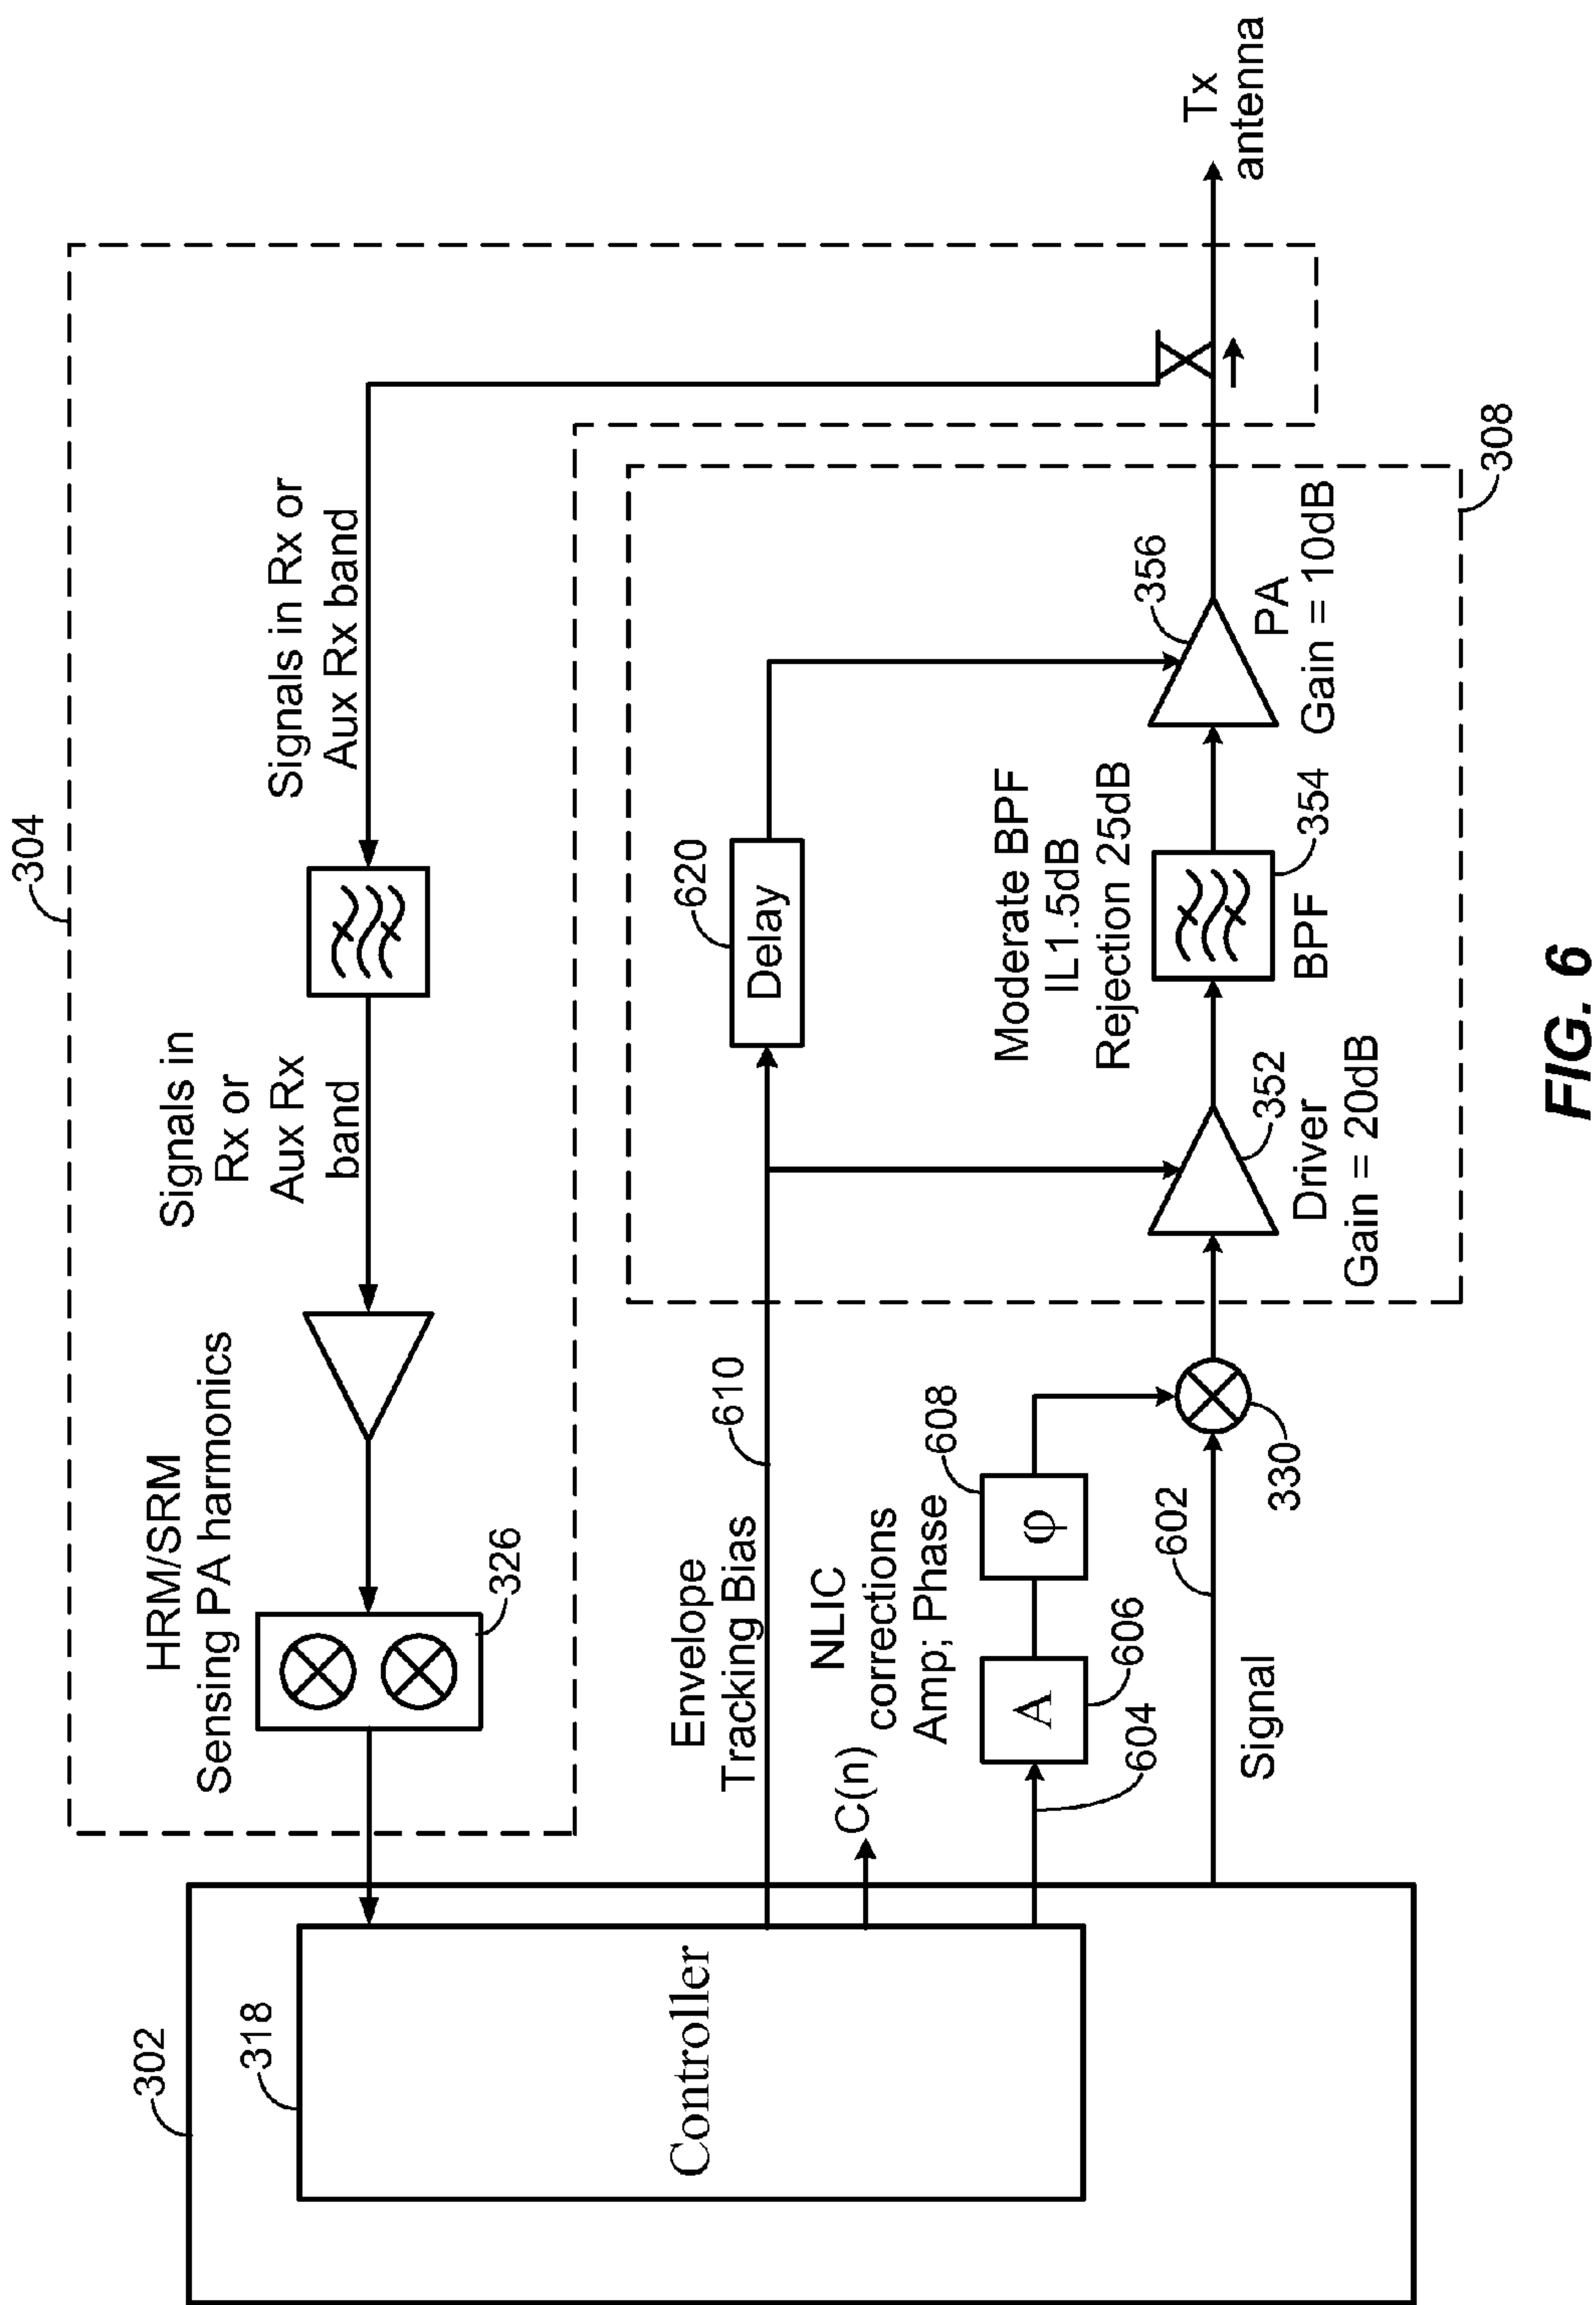 304
Signals in Rx or
Aux Rx band
Signals in
Rx or
Aux Rx
band
HRM/SRM
Sensing PA harmonics
326
302
318
Controller
Envelope
Tracking Bias
610
C(n)
NLIC
corrections
Amp; Phase
604
A
606
φ
608
Signal
602
330
620
Delay
Moderate BPF
IL1.5dB
Rejection 25dB
352
Driver
Gain = 20dB
BPF
354
356
PA
Gain = 10dB
308
Tx
antenna
FIG. 6